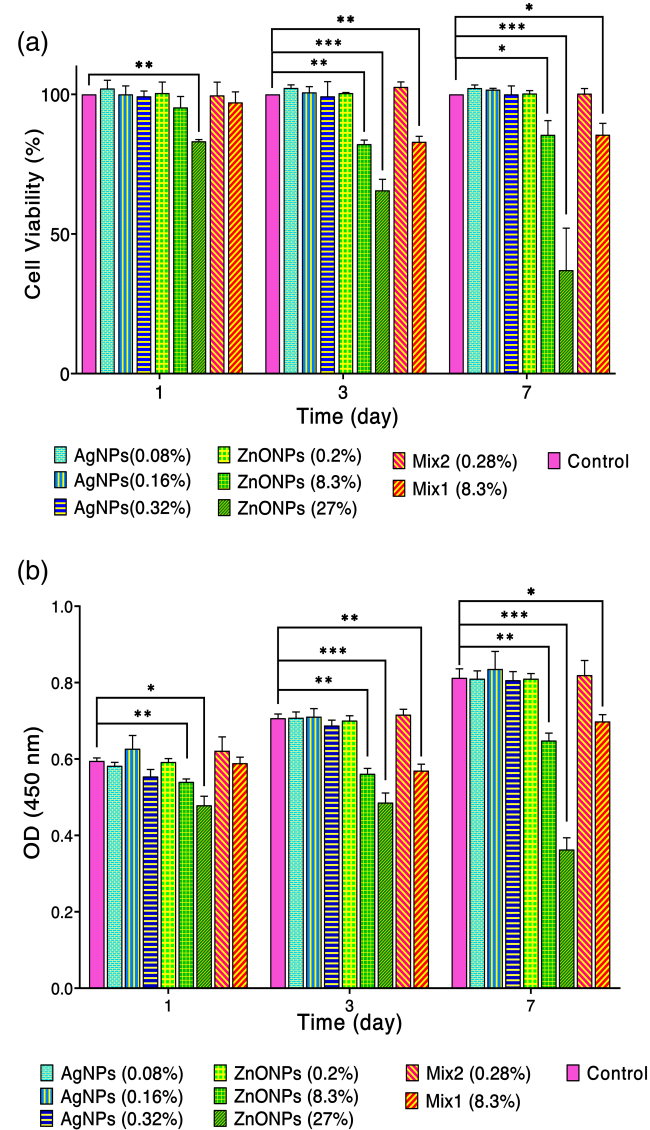 (a)
Cell Viability (%)
100
50
0
**
**
***
**
*
***
*
1
3
7
Time (day)
AgNPs(0.08%)
ZnONPs (0.2%)
Mix2 (0.28%)
Control
AgNPs(0.16%)
ZnONPs (8.3%)
Mix1 (8.3%)
AgNPs(0.32%)
ZnONPs (27%)
(b)
OD (450 nm)
1.0
0.8
0.6
0.4
0.2
0.0
*
**
**
***
**
*
***
**
1
3
7
Time (day)
AgNPs (0.08%)
ZnONPs (0.2%)
Mix2 (0.28%)
Control
AgNPs (0.16%)
ZnONPs (8.3%)
Mix1 (8.3%)
AgNPs (0.32%)
ZnONPs (27%)